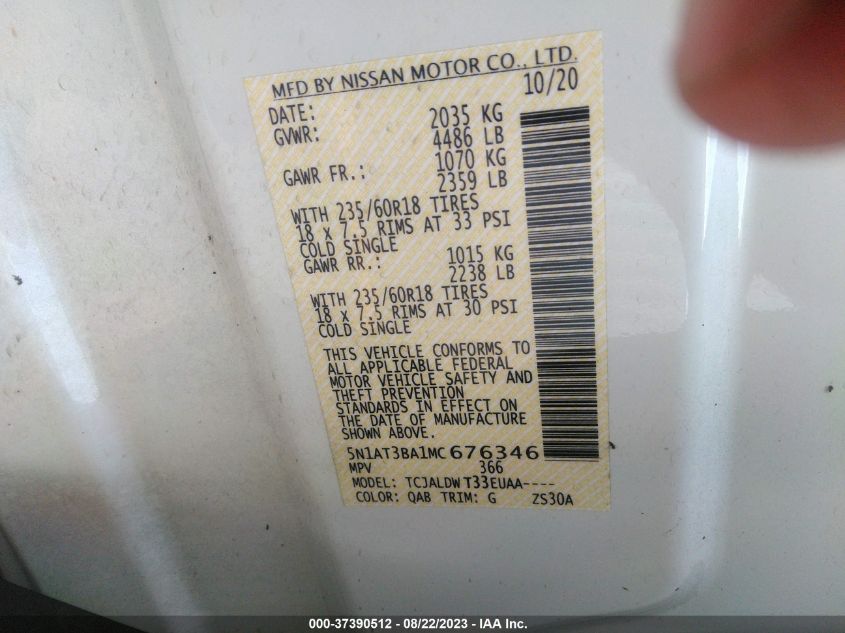 MFD BY NISSAN MOTOR CO., LTD.
DATE: 10/20
GVWR: 2035 KG
4486 LB
GAWR FR.: 1070 KG
2359 LB
WITH 235/60R18 TIRES
18 x 7.5 RIMS AT 33 PSI
COLD SINGLE
GAWR RR.: 1015 KG
2238 LB
WITH 235/60R18 TIRES
18 x 7.5 RIMS AT 30 PSI
COLD SINGLE
THIS VEHICLE CONFORMS TO
ALL APPLICABLE FEDERAL
MOTOR VEHICLE SAFETY AND
THEFT PREVENTION
STANDARDS IN EFFECT ON
THE DATE OF MANUFACTURE
SHOWN ABOVE.
5N1AT3BA1MC676346
MPV 366
MODEL: TCJALDWT33EUAA----
COLOR: QAB TRIM: G ZS30A
000-37390512 - 08/22/2023 - IAA Inc.